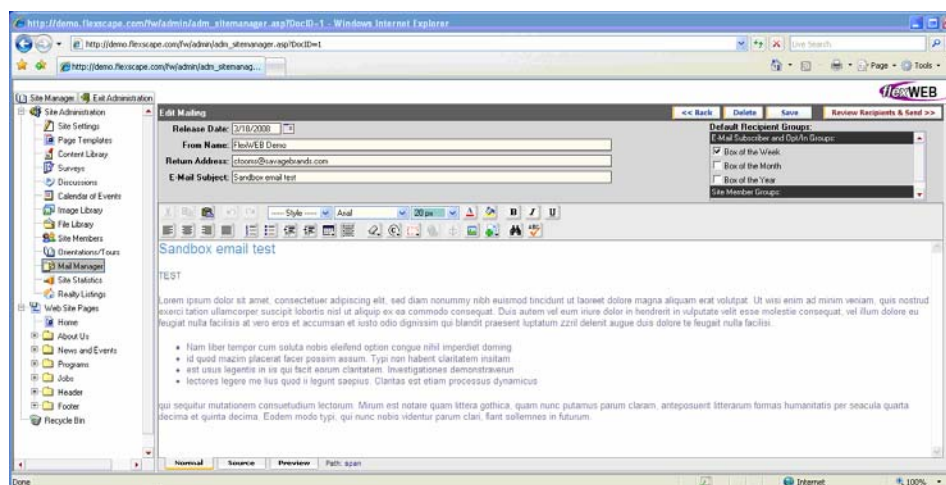 http://demo.flexscape.com/fw/admin/adm_sitemanager.asp?DocID=1 - Windows Internet Explorer
http://demo.flexscape.com/fw/admin/adm_sitemanager.asp?DocID=1
Live Search
http://demo.flexscape.com/fw/admin/adm_sitemanag...
Page Tools
flexWEB
Site Manager Exit Administration
Site Administration
Site Settings
Page Templates
Content Library
Surveys
Discussions
Calendar of Events
Image Library
File Library
Site Members
Orientations/Tours
Mail Manager
Site Statistics
Realty Listings
Web Site Pages
Home
About Us
News and Events
Programs
Jobs
Header
Footer
Recycle Bin
Edit Mailing
<< Back Delete Save Review Recipients & Send >>
Release Date: 3/18/2008
From Name: FlexWEB Demo
Return Address: ctooms@savagebrands.com
E-Mail Subject: Sandbox email test
Default Recipient Groups:
E-Mail Subscriber and Opt/In Groups:
Box of the Week
Box of the Month
Box of the Year
Site Member Groups:
---- Style ---- Arial 20 px B I U
Sandbox email test
TEST
Lorem ipsum dolor sit amet, consectetuer adipiscing elit, sed diam nonummy nibh euismod tincidunt ut laoreet dolore magna aliquam erat volutpat. Ut wisi enim ad minim veniam, quis nostrud
exerci tation ullamcorper suscipit lobortis nisl ut aliquip ex ea commodo consequat. Duis autem vel eum iriure dolor in hendrerit in vulputate velit esse molestie consequat, vel illum dolore eu
feugiat nulla facilisis at vero eros et accumsan et iusto odio dignissim qui blandit praesent luptatum zzril delenit augue duis dolore te feugait nulla facilisi.
Nam liber tempor cum soluta nobis eleifend option congue nihil imperdiet doming
id quod mazim placerat facer possim assum. Typi non habent claritatem insitam
est usus legentis in iis qui facit eorum claritatem. Investigationes demonstraverun
lectores legere me lius quod ii legunt saepius. Claritas est etiam processus dynamicus
qui sequitur mutationem consuetudium lectorum. Mirum est notare quam littera gothica, quam nunc putamus parum claram, anteposuerit litterarum formas humanitatis per seacula quarta
decima et quinta decima. Eodem modo typi, qui nunc nobis videntur parum clari, fiant sollemnes in futurum.
Normal Source Preview Path: span
Done Internet 100%